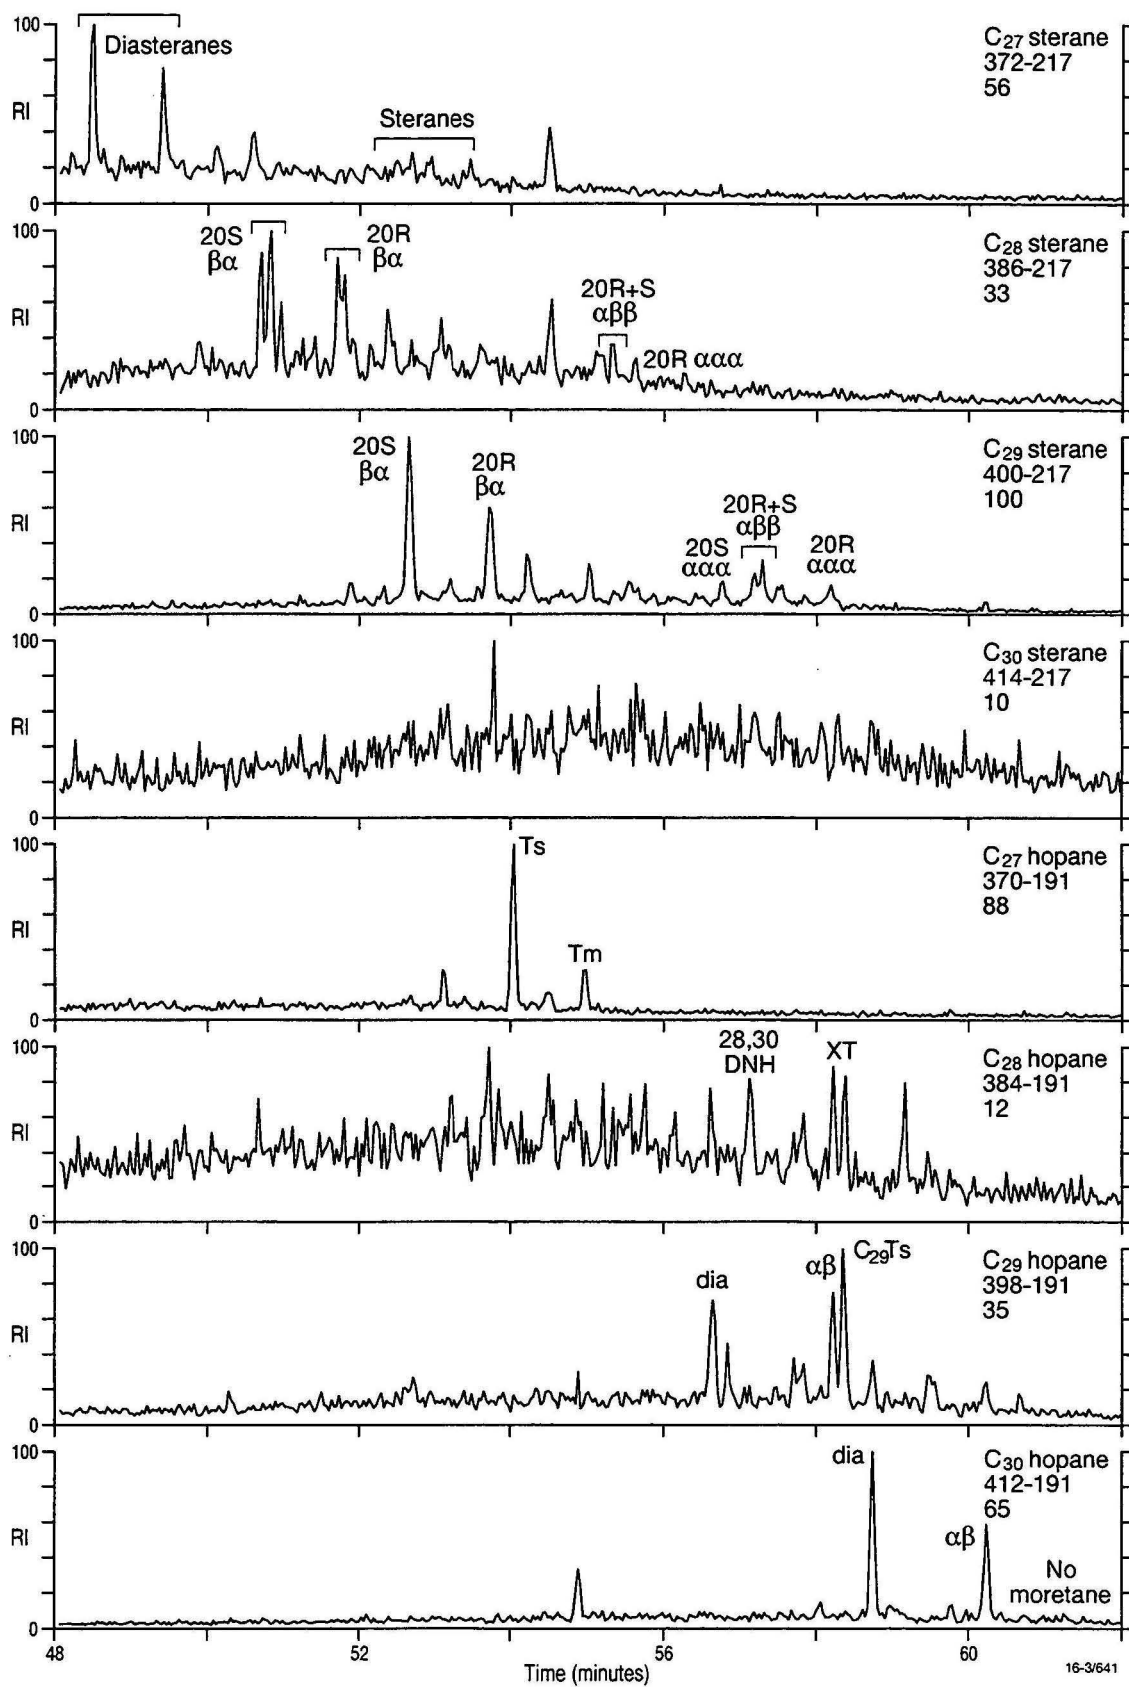 100
Diasteranes
Steranes
RI
0
C27 sterane
372-217
56
100
20S
βα
20R
βα
20R+S
αββ
20R ααα
RI
0
C28 sterane
386-217
33
100
20S
βα
20R
βα
20S
ααα
20R+S
αββ
20R
ααα
RI
0
C29 sterane
400-217
100
100
RI
0
C30 sterane
414-217
10
100
Ts
Tm
RI
0
C27 hopane
370-191
88
100
28,30
DNH
XT
RI
0
C28 hopane
384-191
12
100
dia
αβ
C29Ts
RI
0
C29 hopane
398-191
35
100
dia
αβ
RI
0
C30 hopane
412-191
65
No
moretane
48
52
56
60
Time (minutes)
16-3/641